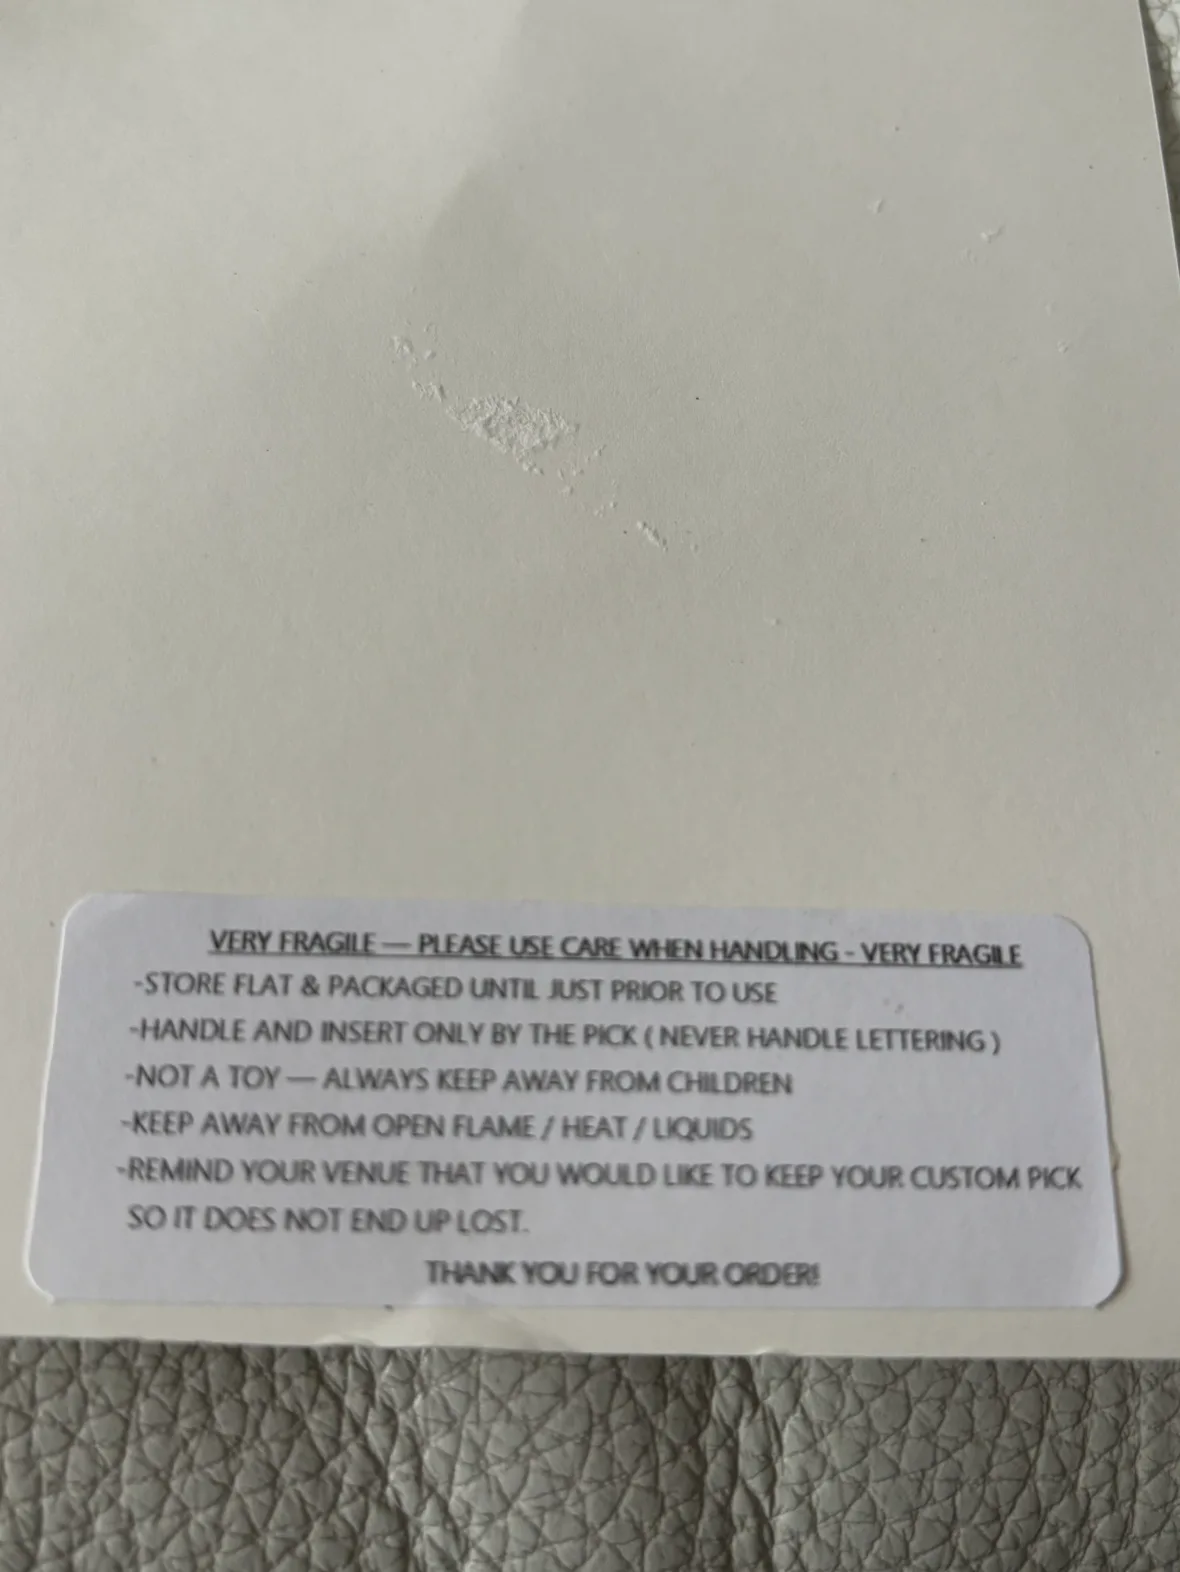 VERY FRAGILE — PLEASE USE CARE WHEN HANDLING - VERY FRAGILE
-STORE FLAT & PACKAGED UNTIL JUST PRIOR TO USE
-HANDLE AND INSERT ONLY BY THE PICK ( NEVER HANDLE LETTERING )
-NOT A TOY — ALWAYS KEEP AWAY FROM CHILDREN
-KEEP AWAY FROM OPEN FLAME / HEAT / LIQUIDS
-REMIND YOUR VENUE THAT YOU WOULD LIKE TO KEEP YOUR CUSTOM PICK
SO IT DOES NOT END UP LOST.
THANK YOU FOR YOUR ORDER!